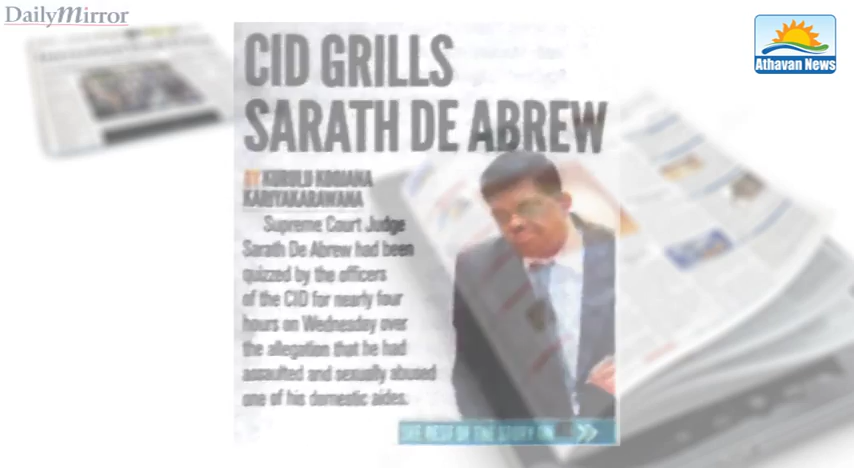 DailyMirror
Athavan News
CID GRILLS
SARATH DE ABREW
BY KURULU KOOJANA
KARIYAKARAWANA
Supreme Court Judge
Sarath De Abrew had been
quizzed by the officers
of the CID for nearly four
hours on Wednesday over
the allegation that he had
assaulted and sexually abused
one of his domestic aides.
SEE REST OF THE STORY ON